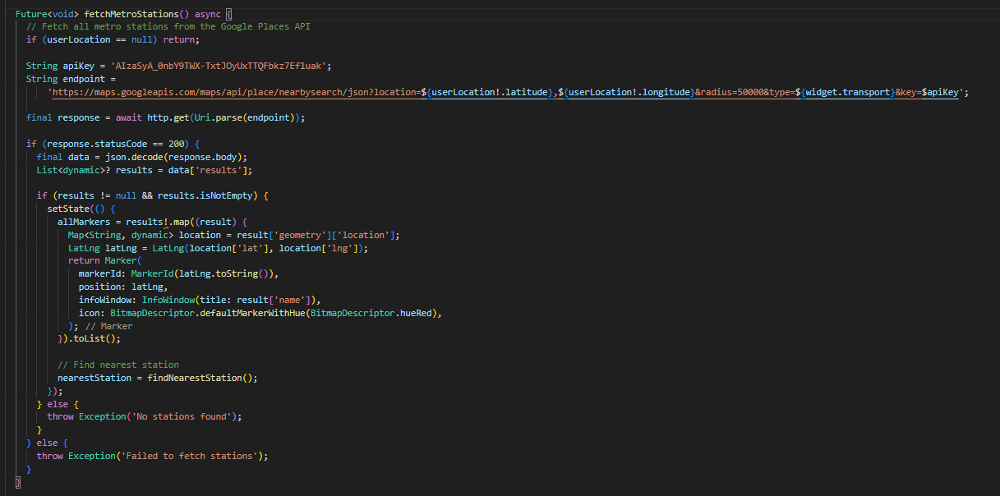 Future<void> fetchMetroStations() async {
// Fetch all metro stations from the Google Places API
if (userLocation == null) return;
String apiKey = 'AIzaSyA_0nbY9TWX-TxtJOyUxTTQFbkz7Ef1uak';
String endpoint =
'https://maps.googleapis.com/maps/api/place/nearbysearch/json?location=${userLocation!.latitude},${userLocation!.longitude}&radius=50000&type=${widget.transport}&key=$apiKey';
final response = await http.get(Uri.parse(endpoint));
if (response.statusCode == 200) {
final data = json.decode(response.body);
List<dynamic>? results = data['results'];
if (results != null && results.isNotEmpty) {
setState(() {
allMarkers = results!.map((result) {
Map<String, dynamic> location = result['geometry']['location'];
LatLng latLng = LatLng(location['lat'], location['lng']);
return Marker(
markerId: MarkerId(latLng.toString()),
position: latLng,
infoWindow: InfoWindow(title: result['name']),
icon: BitmapDescriptor.defaultMarkerWithHue(BitmapDescriptor.hueRed),
); // Marker
}).toList();
// Find nearest station
nearestStation = findNearestStation();
});
} else {
throw Exception('No stations found');
}
} else {
throw Exception('Failed to fetch stations');
}
}